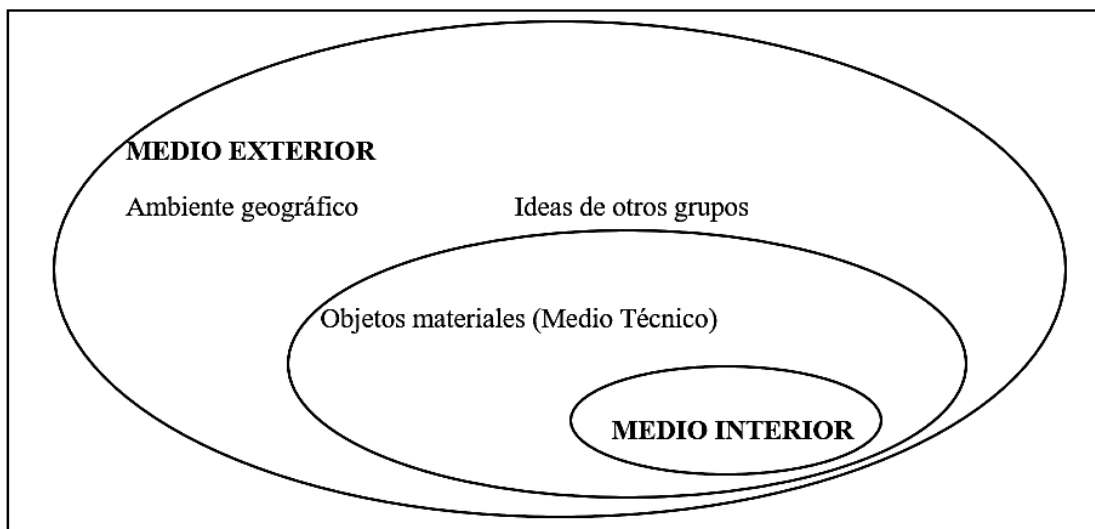 MEDIO EXTERIOR
Ambiente geográfico
Ideas de otros grupos
Objetos materiales (Medio Técnico)
MEDIO INTERIOR